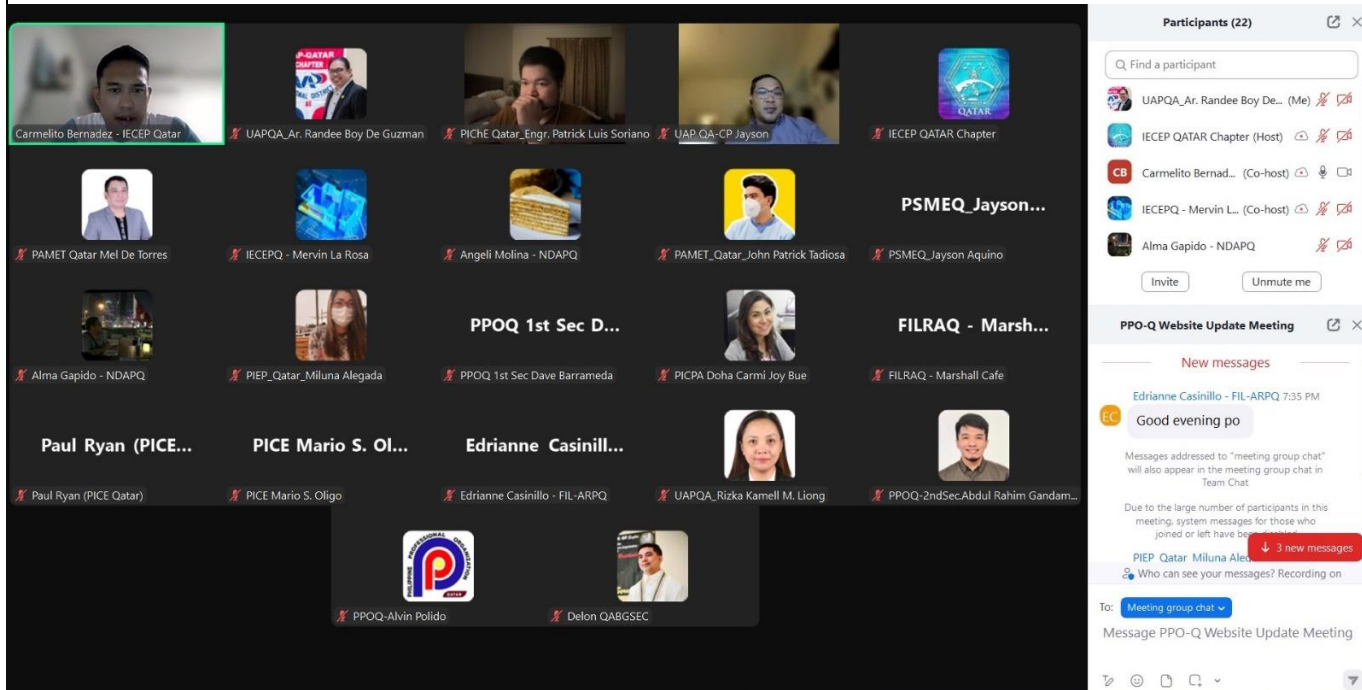 Carmelito Bernadez - IECEP Qatar
UAPQA_Ar. Randee Boy De Guzman
PIChE Qatar_Engr. Patrick Luis Soriano
UAP QA-CP Jayson
QATAR
IECEP QATAR Chapter
PAMET Qatar Mel De Torres
IECEPQ - Mervin La Rosa
Angeli Molina - NDAPQ
PAMET_Qatar_John Patrick Tadiosa
PSMEQ_Jayson...
PSMEQ_Jayson Aquino
Alma Gapido - NDAPQ
PIEP_Qatar_Miluna Alegada
PPOQ 1st Sec D...
PPOQ 1st Sec Dave Barrameda
PICPA Doha Carmi Joy Bue
FILRAQ - Marsh...
FILRAQ - Marshall Cafe
Paul Ryan (PICE...
Paul Ryan (PICE Qatar)
PICE Mario S. Ol...
PICE Mario S. Oligo
Edrianne Casinill...
Edrianne Casinillo - FIL-ARPQ
UAPQA_Rizka Kamell M. Liong
PPOQ-2ndSec.Abdul Rahim Gandam...
PHILIPPINE PROFESSIONAL ORGANIZATION
QATAR
PPOQ-Alvin Polido
Delon QABGSEC
Participants (22)
Find a participant
UAPQA_Ar. Randee Boy De... (Me)
IECEP QATAR Chapter (Host)
CB
Carmelito Bernad... (Co-host)
IECEPQ - Mervin L... (Co-host)
Alma Gapido - NDAPQ
Invite
Unmute me
PPO-Q Website Update Meeting
New messages
Edrianne Casinillo - FIL-ARPQ 7:35 PM
EC
Good evening po
Messages addressed to "meeting group chat"
will also appear in the meeting group chat in
Team Chat
Due to the large number of participants in this
meeting, system messages for those who
joined or left have been disabled
PIEP_Qatar_Miluna
3 new messages
Who can see your messages? Recording on
To:
Meeting group chat
Message PPO-Q Website Update Meeting